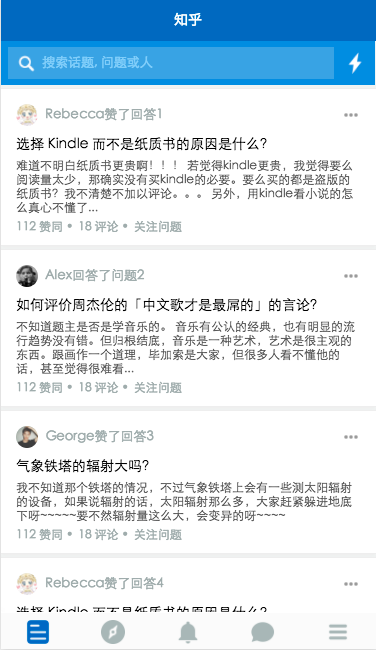 知乎
搜索话题, 问题或人
Rebecca赞了回答1
选择 Kindle 而不是纸质书的原因是什么?
难道不明白纸质书更贵啊！！！ 若觉得kindle更贵，我觉得要么
阅读量太少，那确实没有买kindle的必要。要么买的都是盗版的
纸质书？我不清楚不加以评论。。。 另外，用kindle看小说的怎
么真心不懂了...
112 赞同 • 18 评论 • 关注问题
Alex回答了问题2
如何评价周杰伦的「中文歌才是最屌的」的言论?
不知道题主是否是学音乐的。 音乐有公认的经典，也有明显的流
行趋势没有错。但归根结底，音乐是一种艺术，艺术是很主观的
东西。跟画作一个道理，毕加索是大家，但很多人看不懂他的
话，甚至觉得很难看...
112 赞同 • 18 评论 • 关注问题
George赞了回答3
气象铁塔的辐射大吗?
我不知道那个铁塔的情况，不过气象铁塔上会有一些测太阳辐射
的设备，如果说辐射的话，太阳辐射那么多，大家赶紧躲进地底
下呀~~~~~要不然辐射量这么大，会变异的呀~~~~
112 赞同 • 18 评论 • 关注问题
Rebecca赞了回答4
选择 Kindle 而不是纸质书的原因是什么?